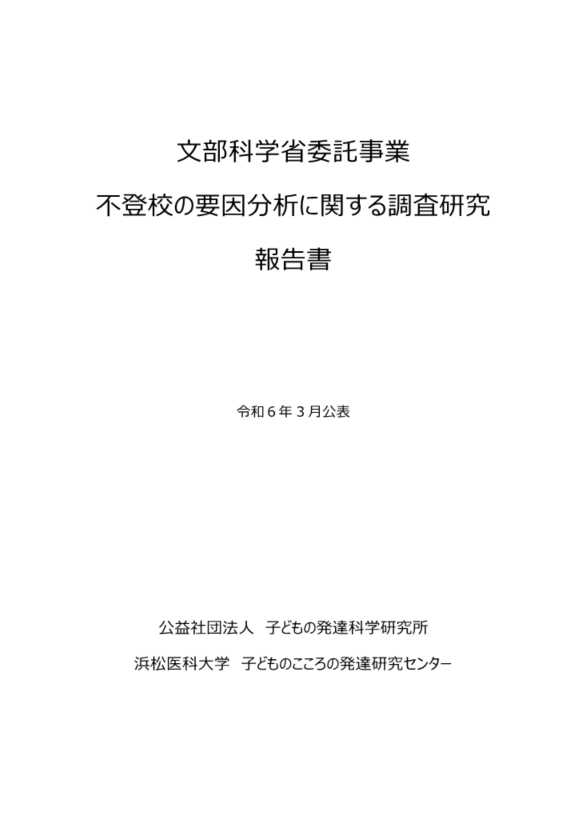 文部科学省委託事業
不登校の要因分析に関する調査研究
報告書
令和６年３月公表
公益社団法人　子どもの発達科学研究所
浜松医科大学　子どものこころの発達研究センター